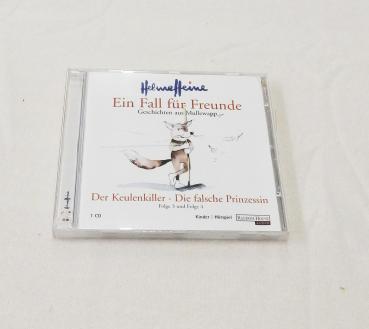 Helme Heine
Ein Fall für Freunde
Geschichten aus Mullewapp
Der Keulenkiller · Die falsche Prinzessin
Folge 3 und Folge 4
1 CD
Kinder | Hörspiel
RANDOM HOUSE
AUDIO